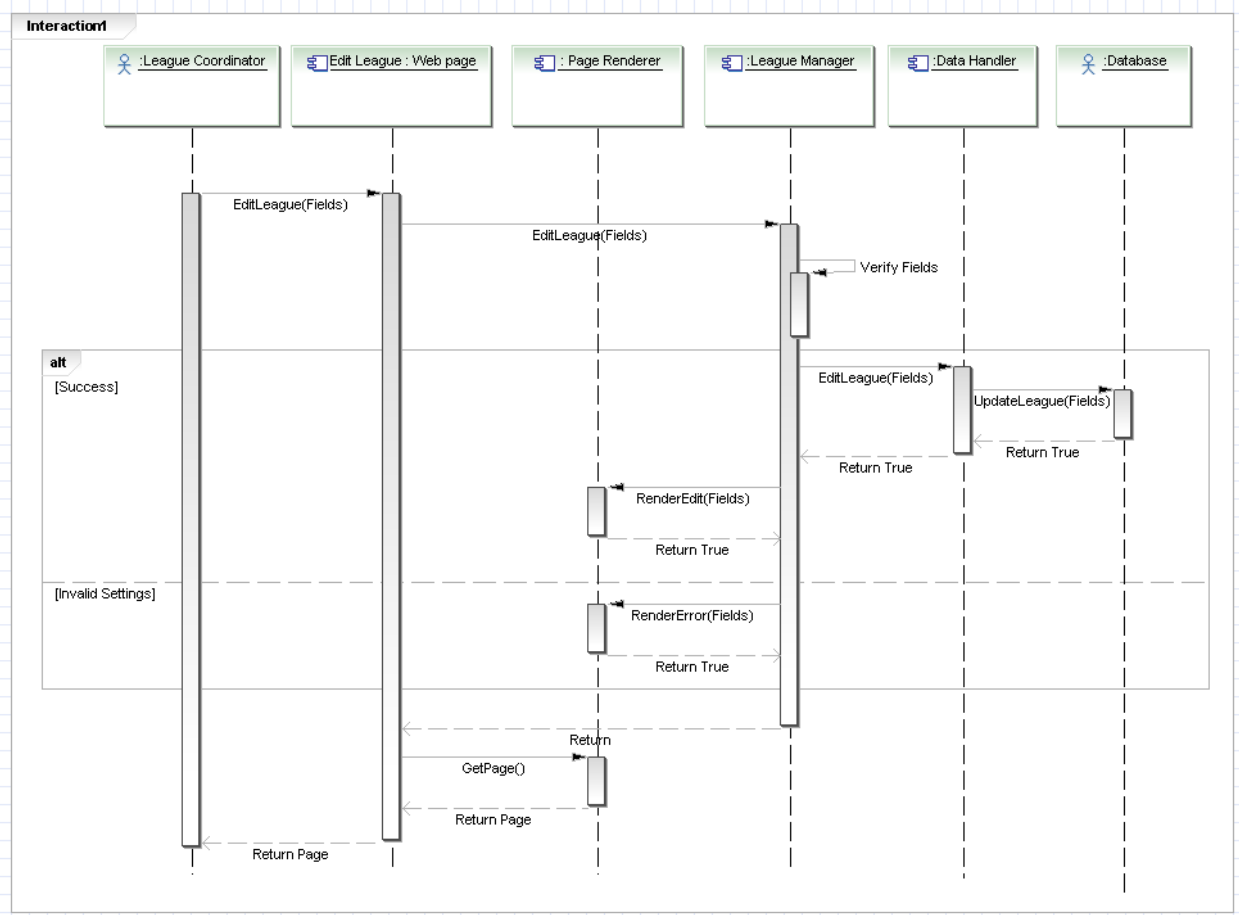 Interaction1
:League Coordinator
Edit League : Web page
: Page Renderer
:League Manager
:Data Handler
:Database
EditLeague(Fields)
EditLeague(Fields)
Verify Fields
alt
[Success]
EditLeague(Fields)
UpdateLeague(Fields)
Return True
Return True
RenderEdit(Fields)
Return True
[Invalid Settings]
RenderError(Fields)
Return True
Return
GetPage()
Return Page
Return Page